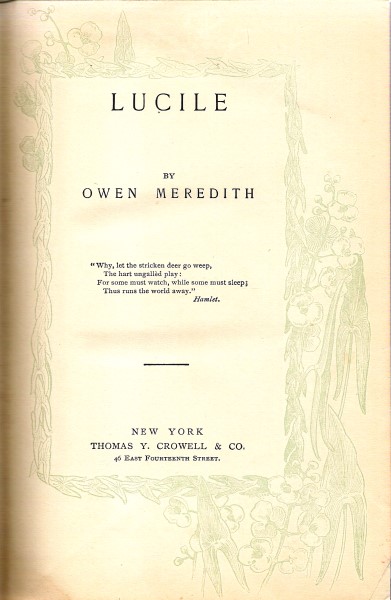 LUCILE
BY
OWEN MEREDITH
"Why, let the stricken deer go weep,
The hart ungallèd play:
For some must watch, while some must sleep;
Thus runs the world away."
Hamlet.
NEW YORK
THOMAS Y. CROWELL & CO.
46 East Fourteenth Street.